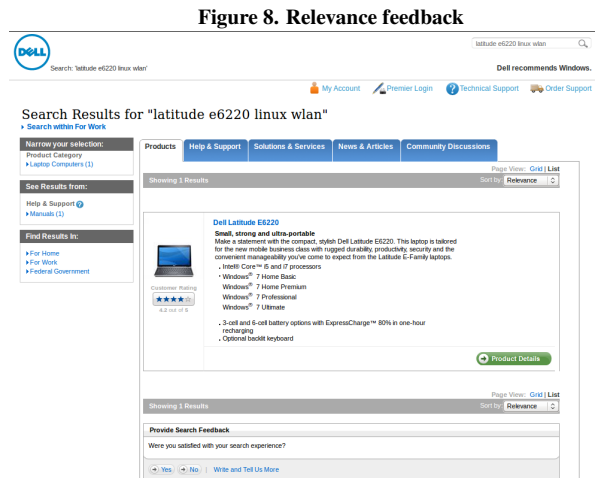 Figure 8. Relevance feedback
DELL
latitude e6220 linux wlan
Search: 'latitude e6220 linux wlan'
Dell recommends Windows.
My Account
Premier Login
Technical Support
Order Support
Search Results for "latitude e6220 linux wlan"
Search within For Work
Narrow your selection:
Product Category
Laptop Computers (1)
See Results from:
Help & Support
Manuals (1)
Find Results In:
For Home
For Work
Federal Government
Products
Help & Support
Solutions & Services
News & Articles
Community Discussions
Page View: Grid | List
Showing 1 Results
Sort by: Relevance
Dell Latitude E6220
Small, strong and ultra-portable
Make a statement with the compact, stylish Dell Latitude E6220. This laptop is tailored
for the new mobile business class with rugged durability, productivity, security and the
convenient manageability you've come to expect from the Latitude E-Family laptops.
Intel® Core™ i5 and i7 processors
Windows® 7 Home Basic
Windows® 7 Home Premium
Windows® 7 Professional
Windows® 7 Ultimate
3-cell and 6-cell battery options with ExpressCharge™ 80% in one-hour
recharging
Optional backlit keyboard
Customer Rating
4.2 out of 5
Product Details
Page View: Grid | List
Showing 1 Results
Sort by: Relevance
Provide Search Feedback
Were you satisfied with your search experience?
Yes
No
| Write and Tell Us More